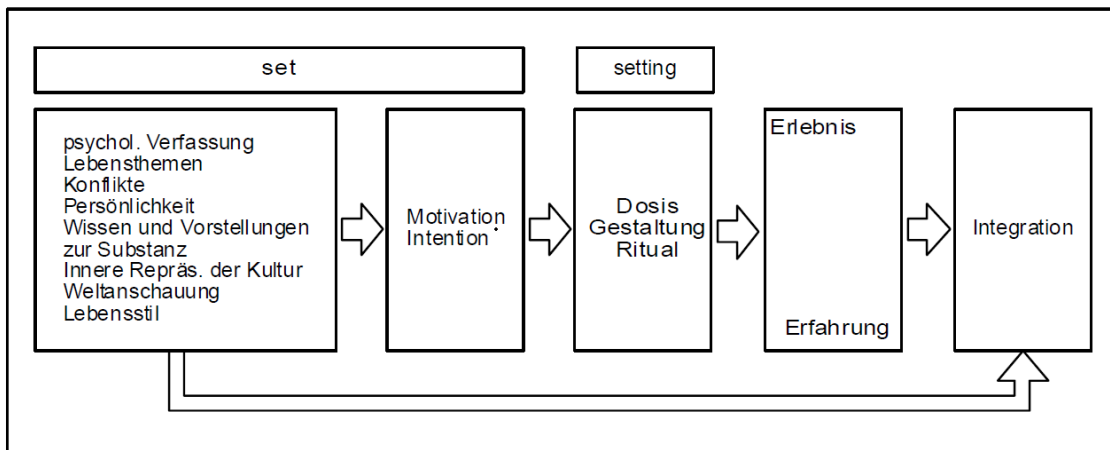 set
setting
psychol. Verfassung
Lebensthemen
Konflikte
Persönlichkeit
Wissen und Vorstellungen
zur Substanz
Innere Repräs. der Kultur
Weltanschauung
Lebensstil
Motivation
Intention
Dosis
Gestaltung
Ritual
Erlebnis
Erfahrung
Integration